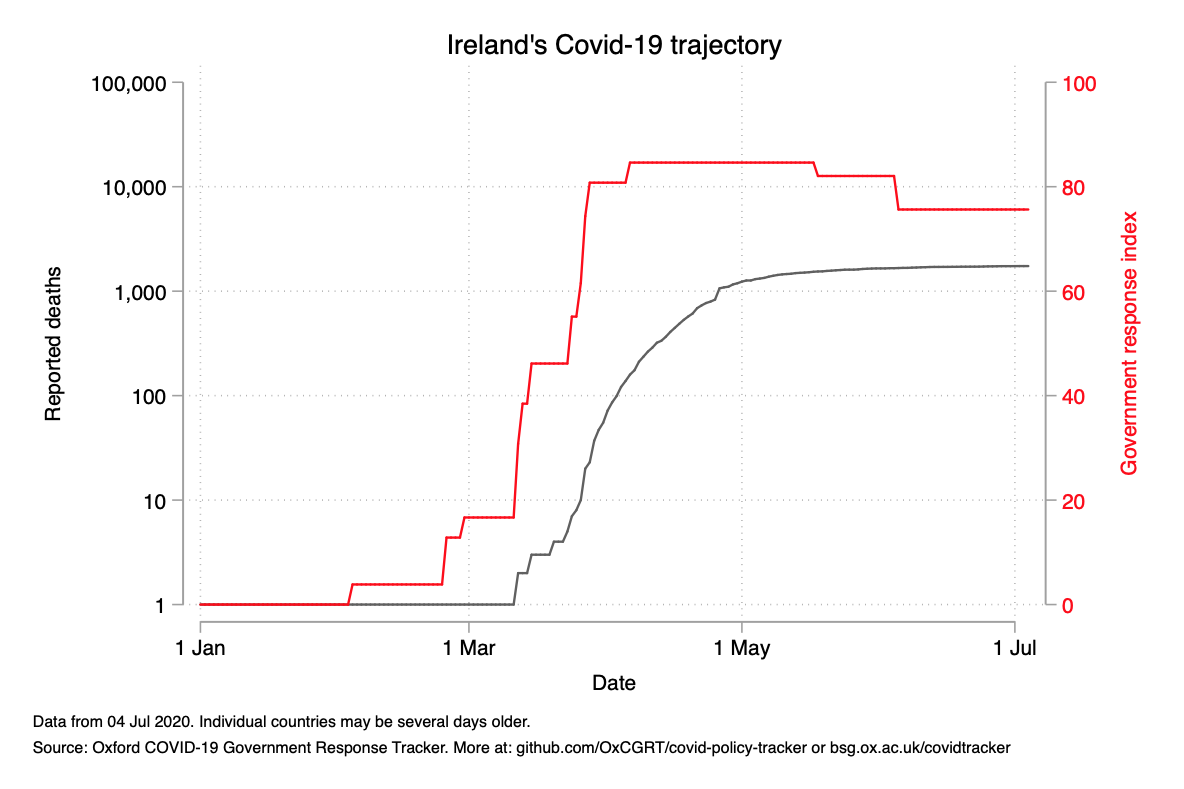 Ireland's Covid-19 trajectory
100,000
10,000
1,000
100
10
1
Reported deaths
100
80
60
40
20
0
Government response index
1 Jan
1 Mar
1 May
1 Jul
Date
Data from 04 Jul 2020. Individual countries may be several days older.
Source: Oxford COVID-19 Government Response Tracker. More at: github.com/OxCGRT/covid-policy-tracker or bsg.ox.ac.uk/covidtracker